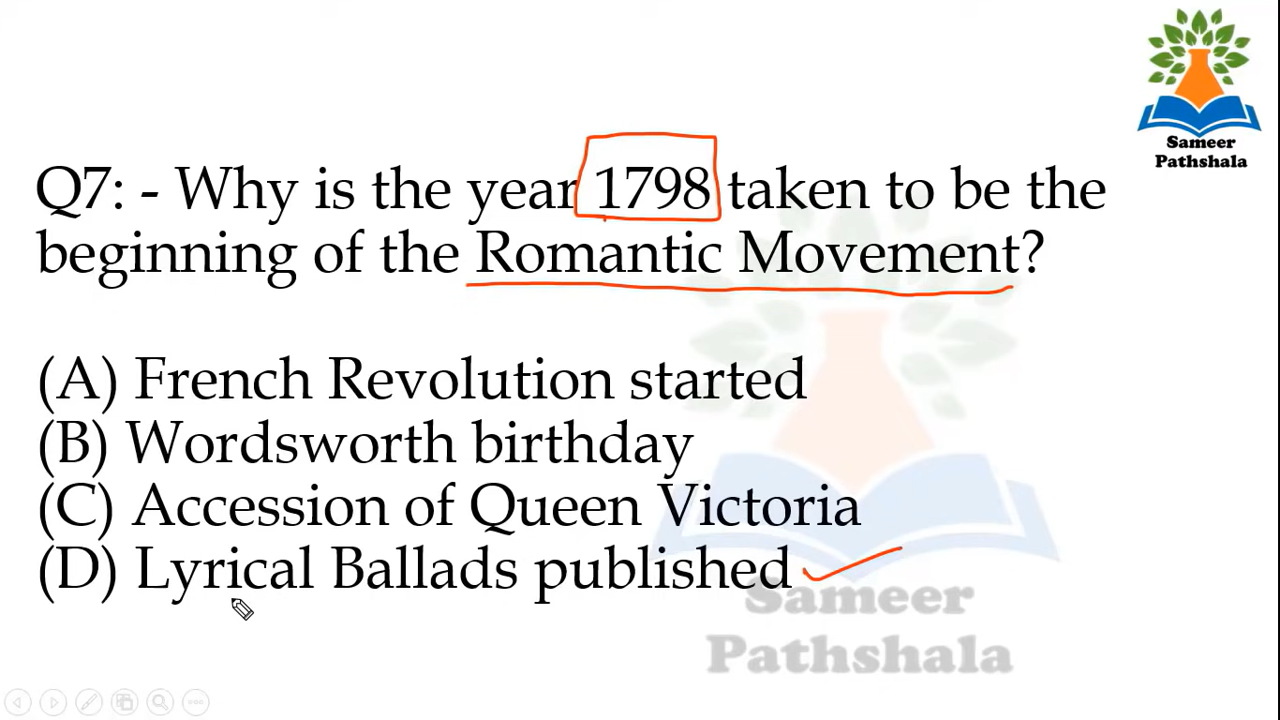 Sameer
Pathshala
Q7: - Why is the year 1798 taken to be the
beginning of the Romantic Movement?
(A) French Revolution started
(B) Wordsworth birthday
(C) Accession of Queen Victoria
(D) Lyrical Ballads published
Sameer
Pathshala